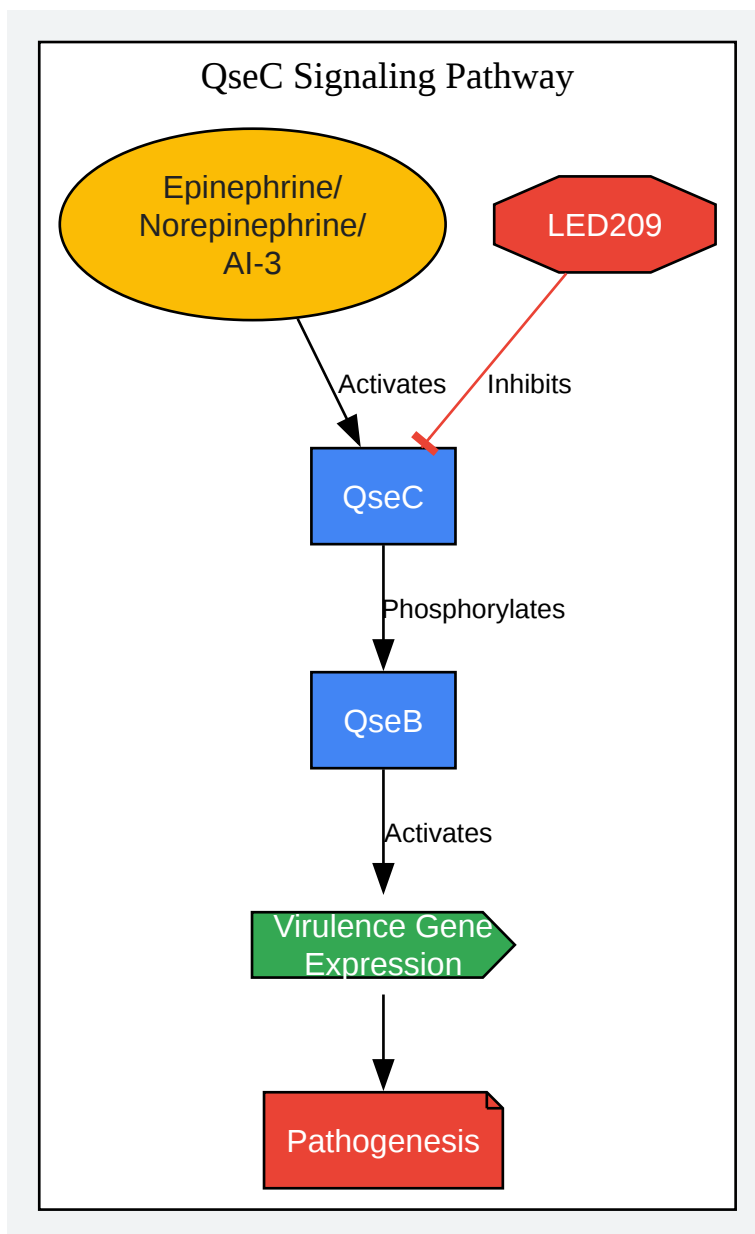 QseC Signaling Pathway
Epinephrine/
Norepinephrine/
AI-3
LED209
Activates
Inhibits
QseC
Phosphorylates
QseB
Activates
Virulence Gene
Expression
Pathogenesis